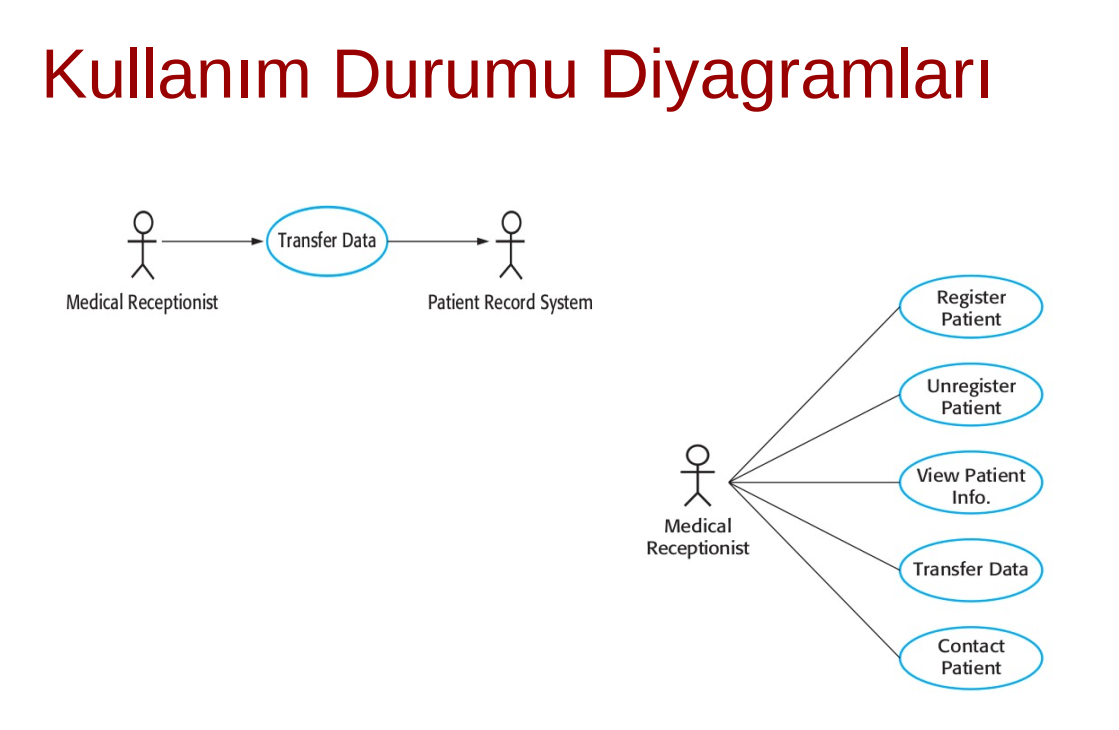 Kullanım Durumu Diyagramları
Transfer Data
Medical Receptionist
Patient Record System
Register
Patient
Unregister
Patient
View Patient
Info.
Medical
Receptionist
Transfer Data
Contact
Patient